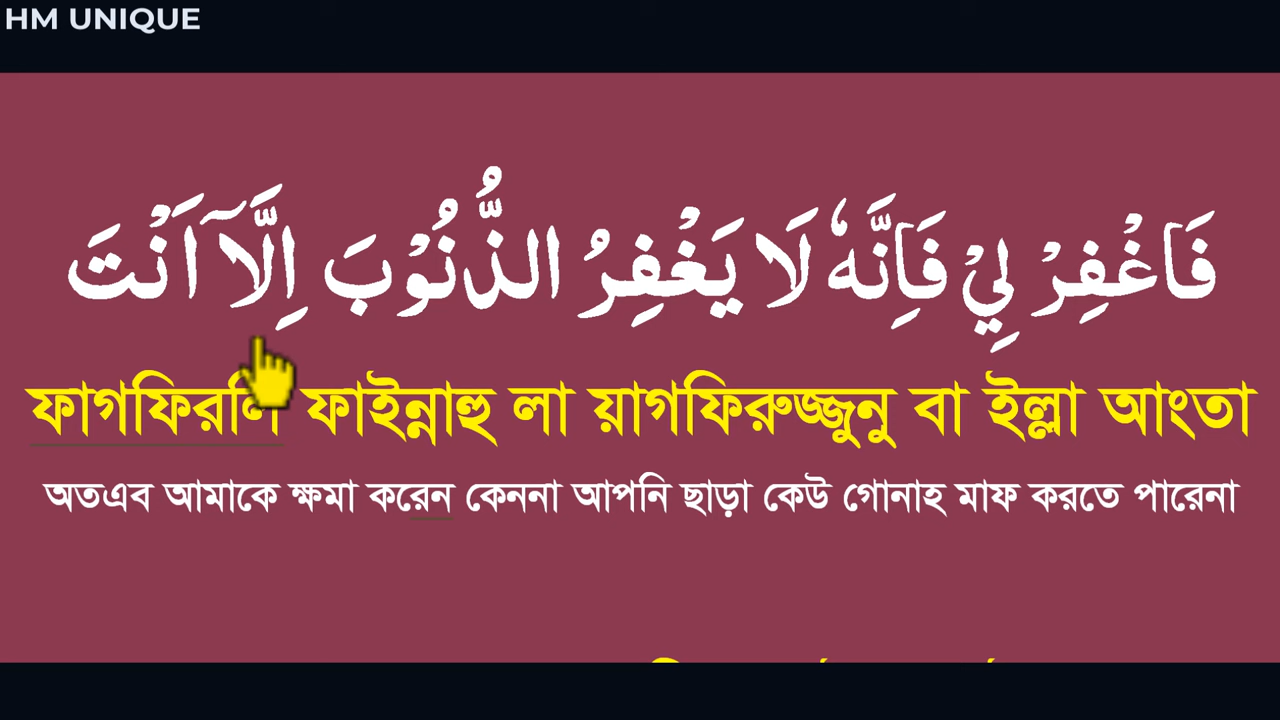 HM UNIQUE
فَاغْفِرْ لِيْ فَاِنَّهٗ لَا يَغْفِرُ الذُّنُوْبَ اِلَّآ اَنْتَ
ফাগফিরলি ফাইন্নাহু লা য়াগফিরুজ্জুনু বা ইল্লা আংতা
অতএব আমাকে ক্ষমা করেন কেননা আপনি ছাড়া কেউ গোনাহ মাফ করতে পারেনা